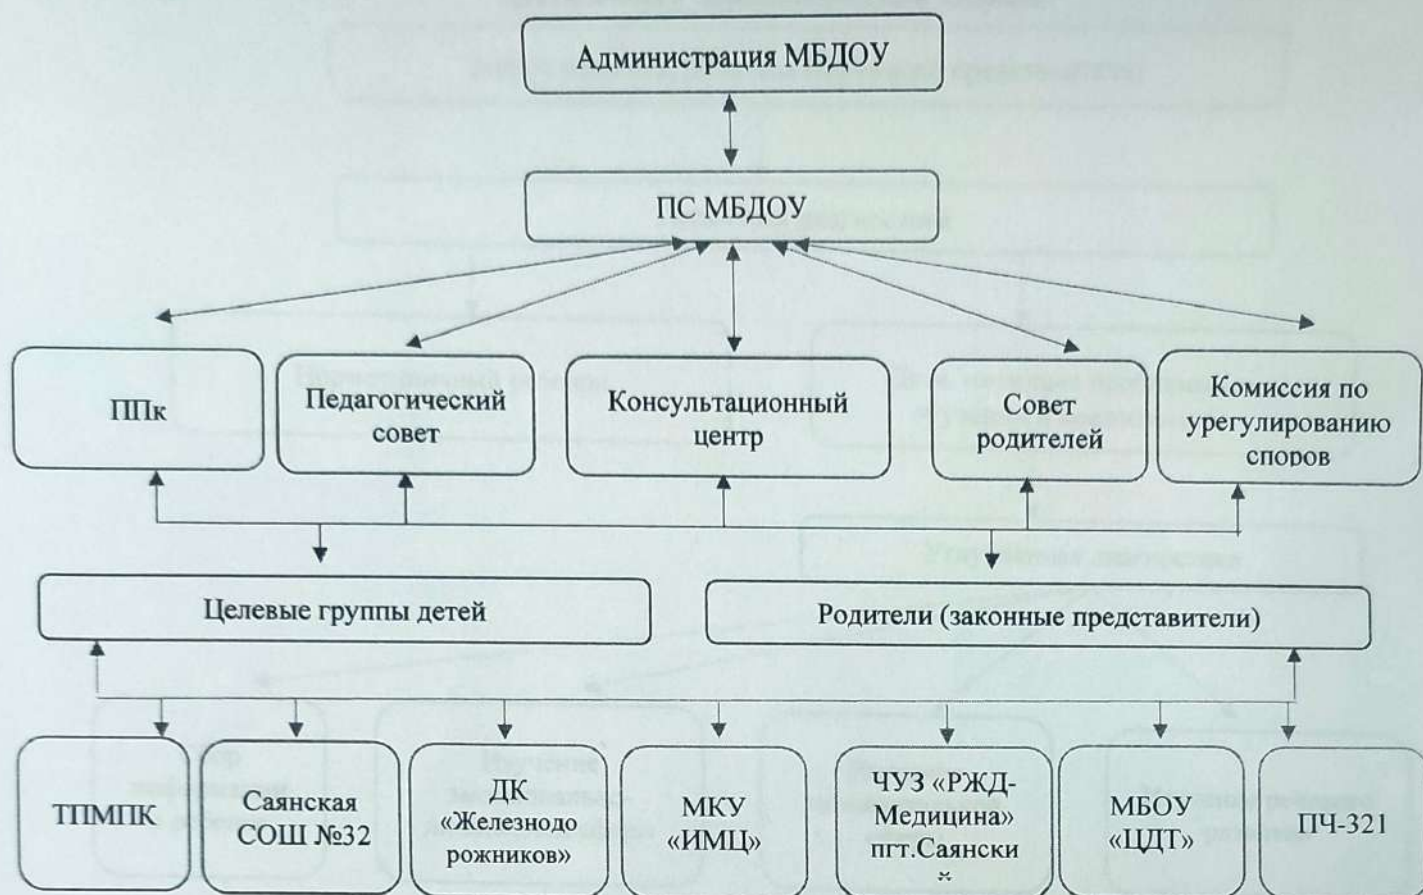 Администрация МБДОУ
ПС МБДОУ
ППк
Педагогический
совет
Консультационный
центр
Совет
родителей
Комиссия по
урегулированию
споров
Целевые группы детей
Родители (законные представители)
ТПМПК
Саянская
СОШ №32
ДК
«Железнодо
рожников»
МКУ
«ИМЦ»
ЧУЗ «РЖД-
Медицина»
пгт.Саянски
й
МБОУ
«ЦДТ»
ПЧ-321